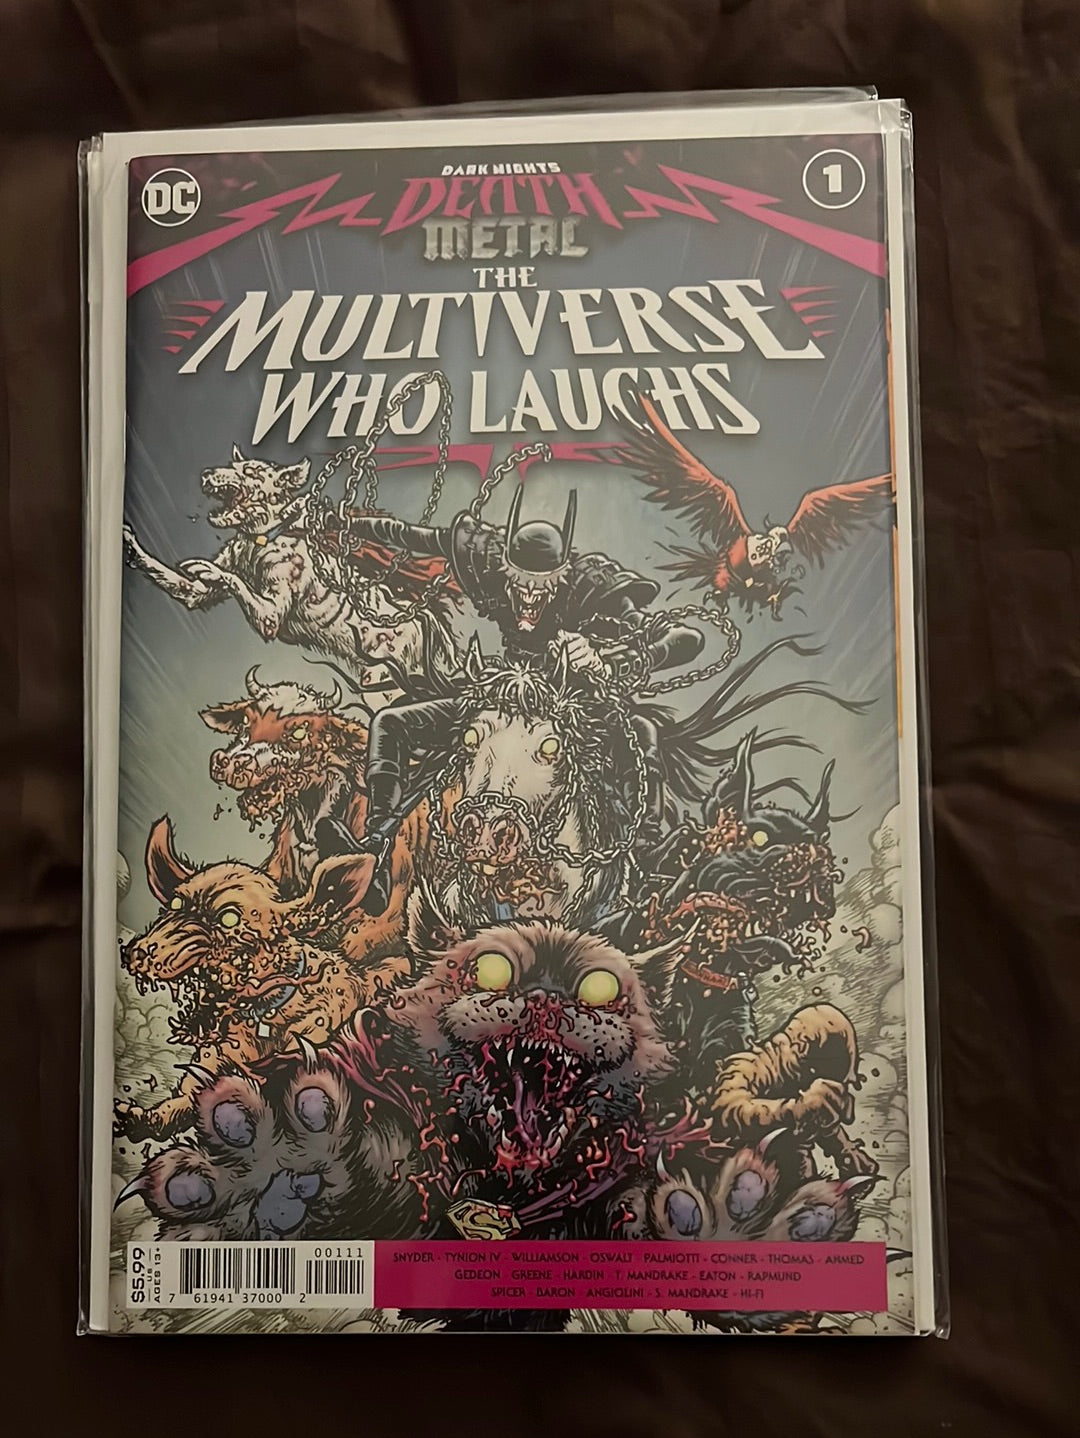 DC
1
DARK NIGHTS
DEATH
METAL
THE
MULTIVERSE
WHO LAUGHS
$5.99
US
AGES 13+
00111
7 61941 37000 2
SNYDER - TYNION IV - WILLIAMSON - OSWALT - PALMIOTTI - CONNER - THOMAS - AHMED
GEDEON - GREENE - HARDIN - T. MANDRAKE - EATON - RAPMUND
SPICER - BARON - ANGIOLINI - S. MANDRAKE - HI-FI